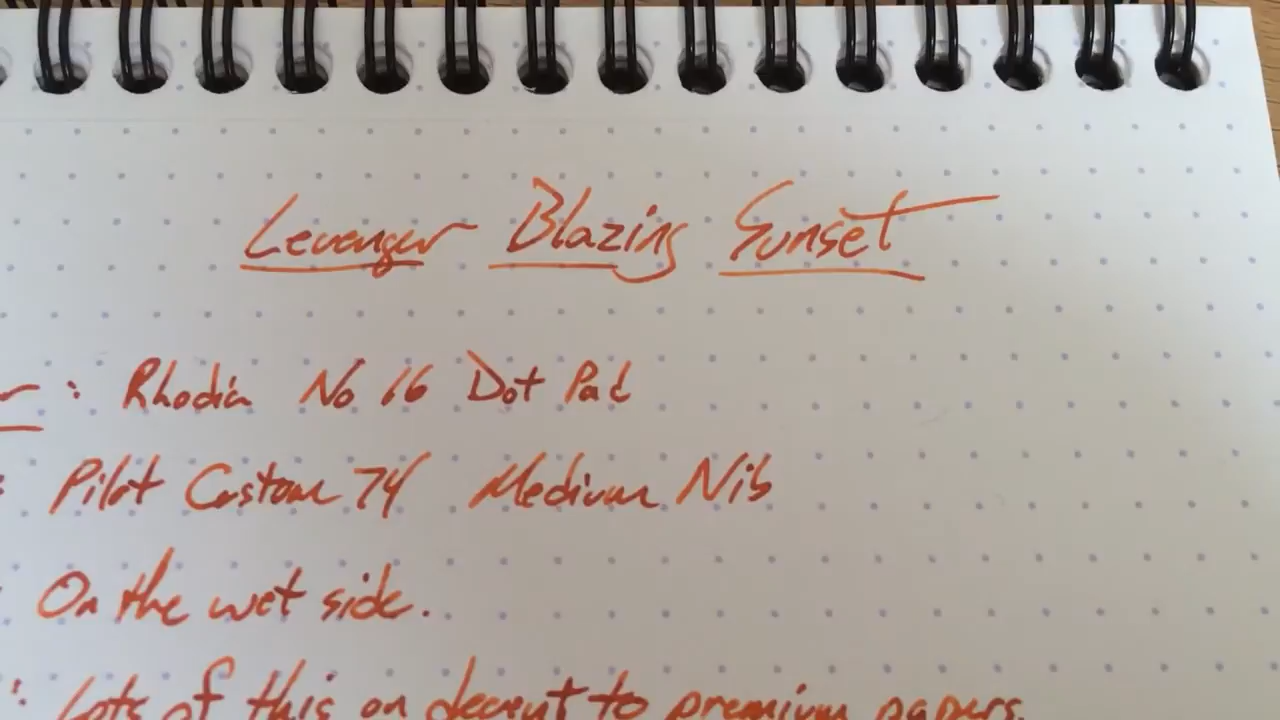 Levenger Blazing Sunset
: Rhodia No 16 Dot Pad
: Pilot Custom 74 Medium Nib
: On the wet side.
: Lots of this on decent to premium papers.